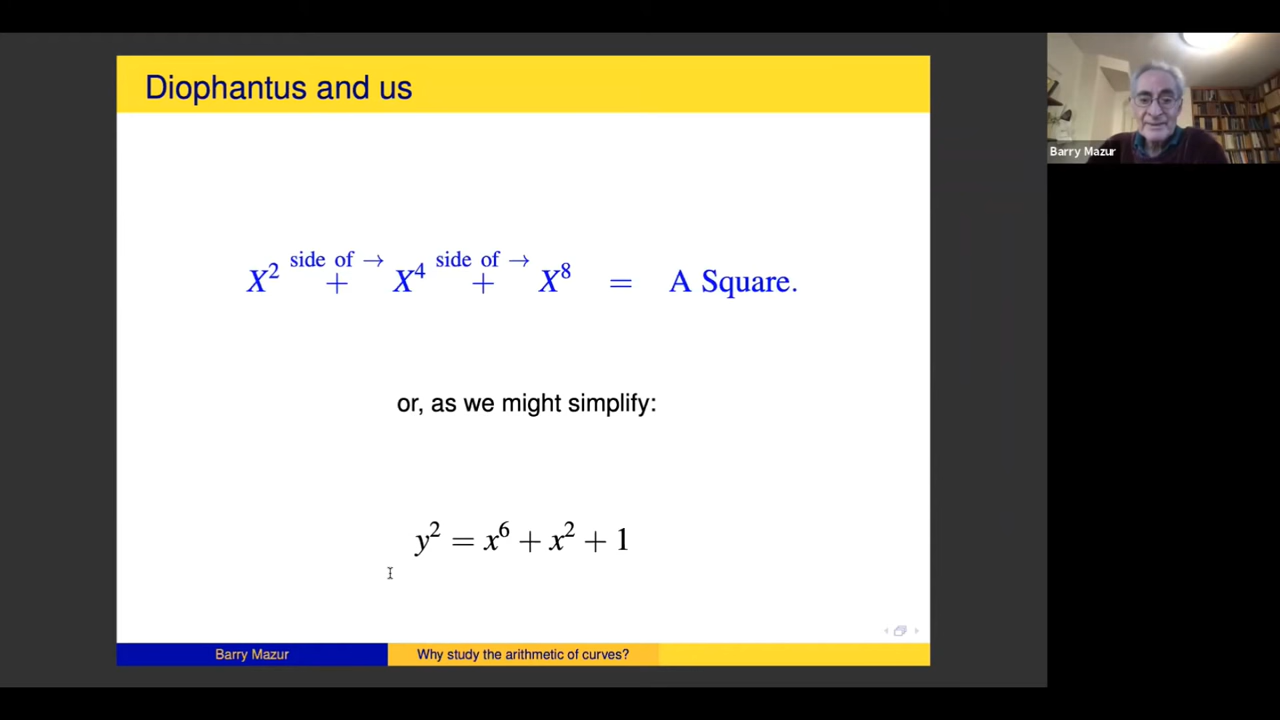 Diophantus and us
Barry Mazur
X² + (side of →) X⁴ + (side of →) X⁸ = A Square.
or, as we might simplify:
y² = x⁶ + x² + 1
Barry Mazur Why study the arithmetic of curves?